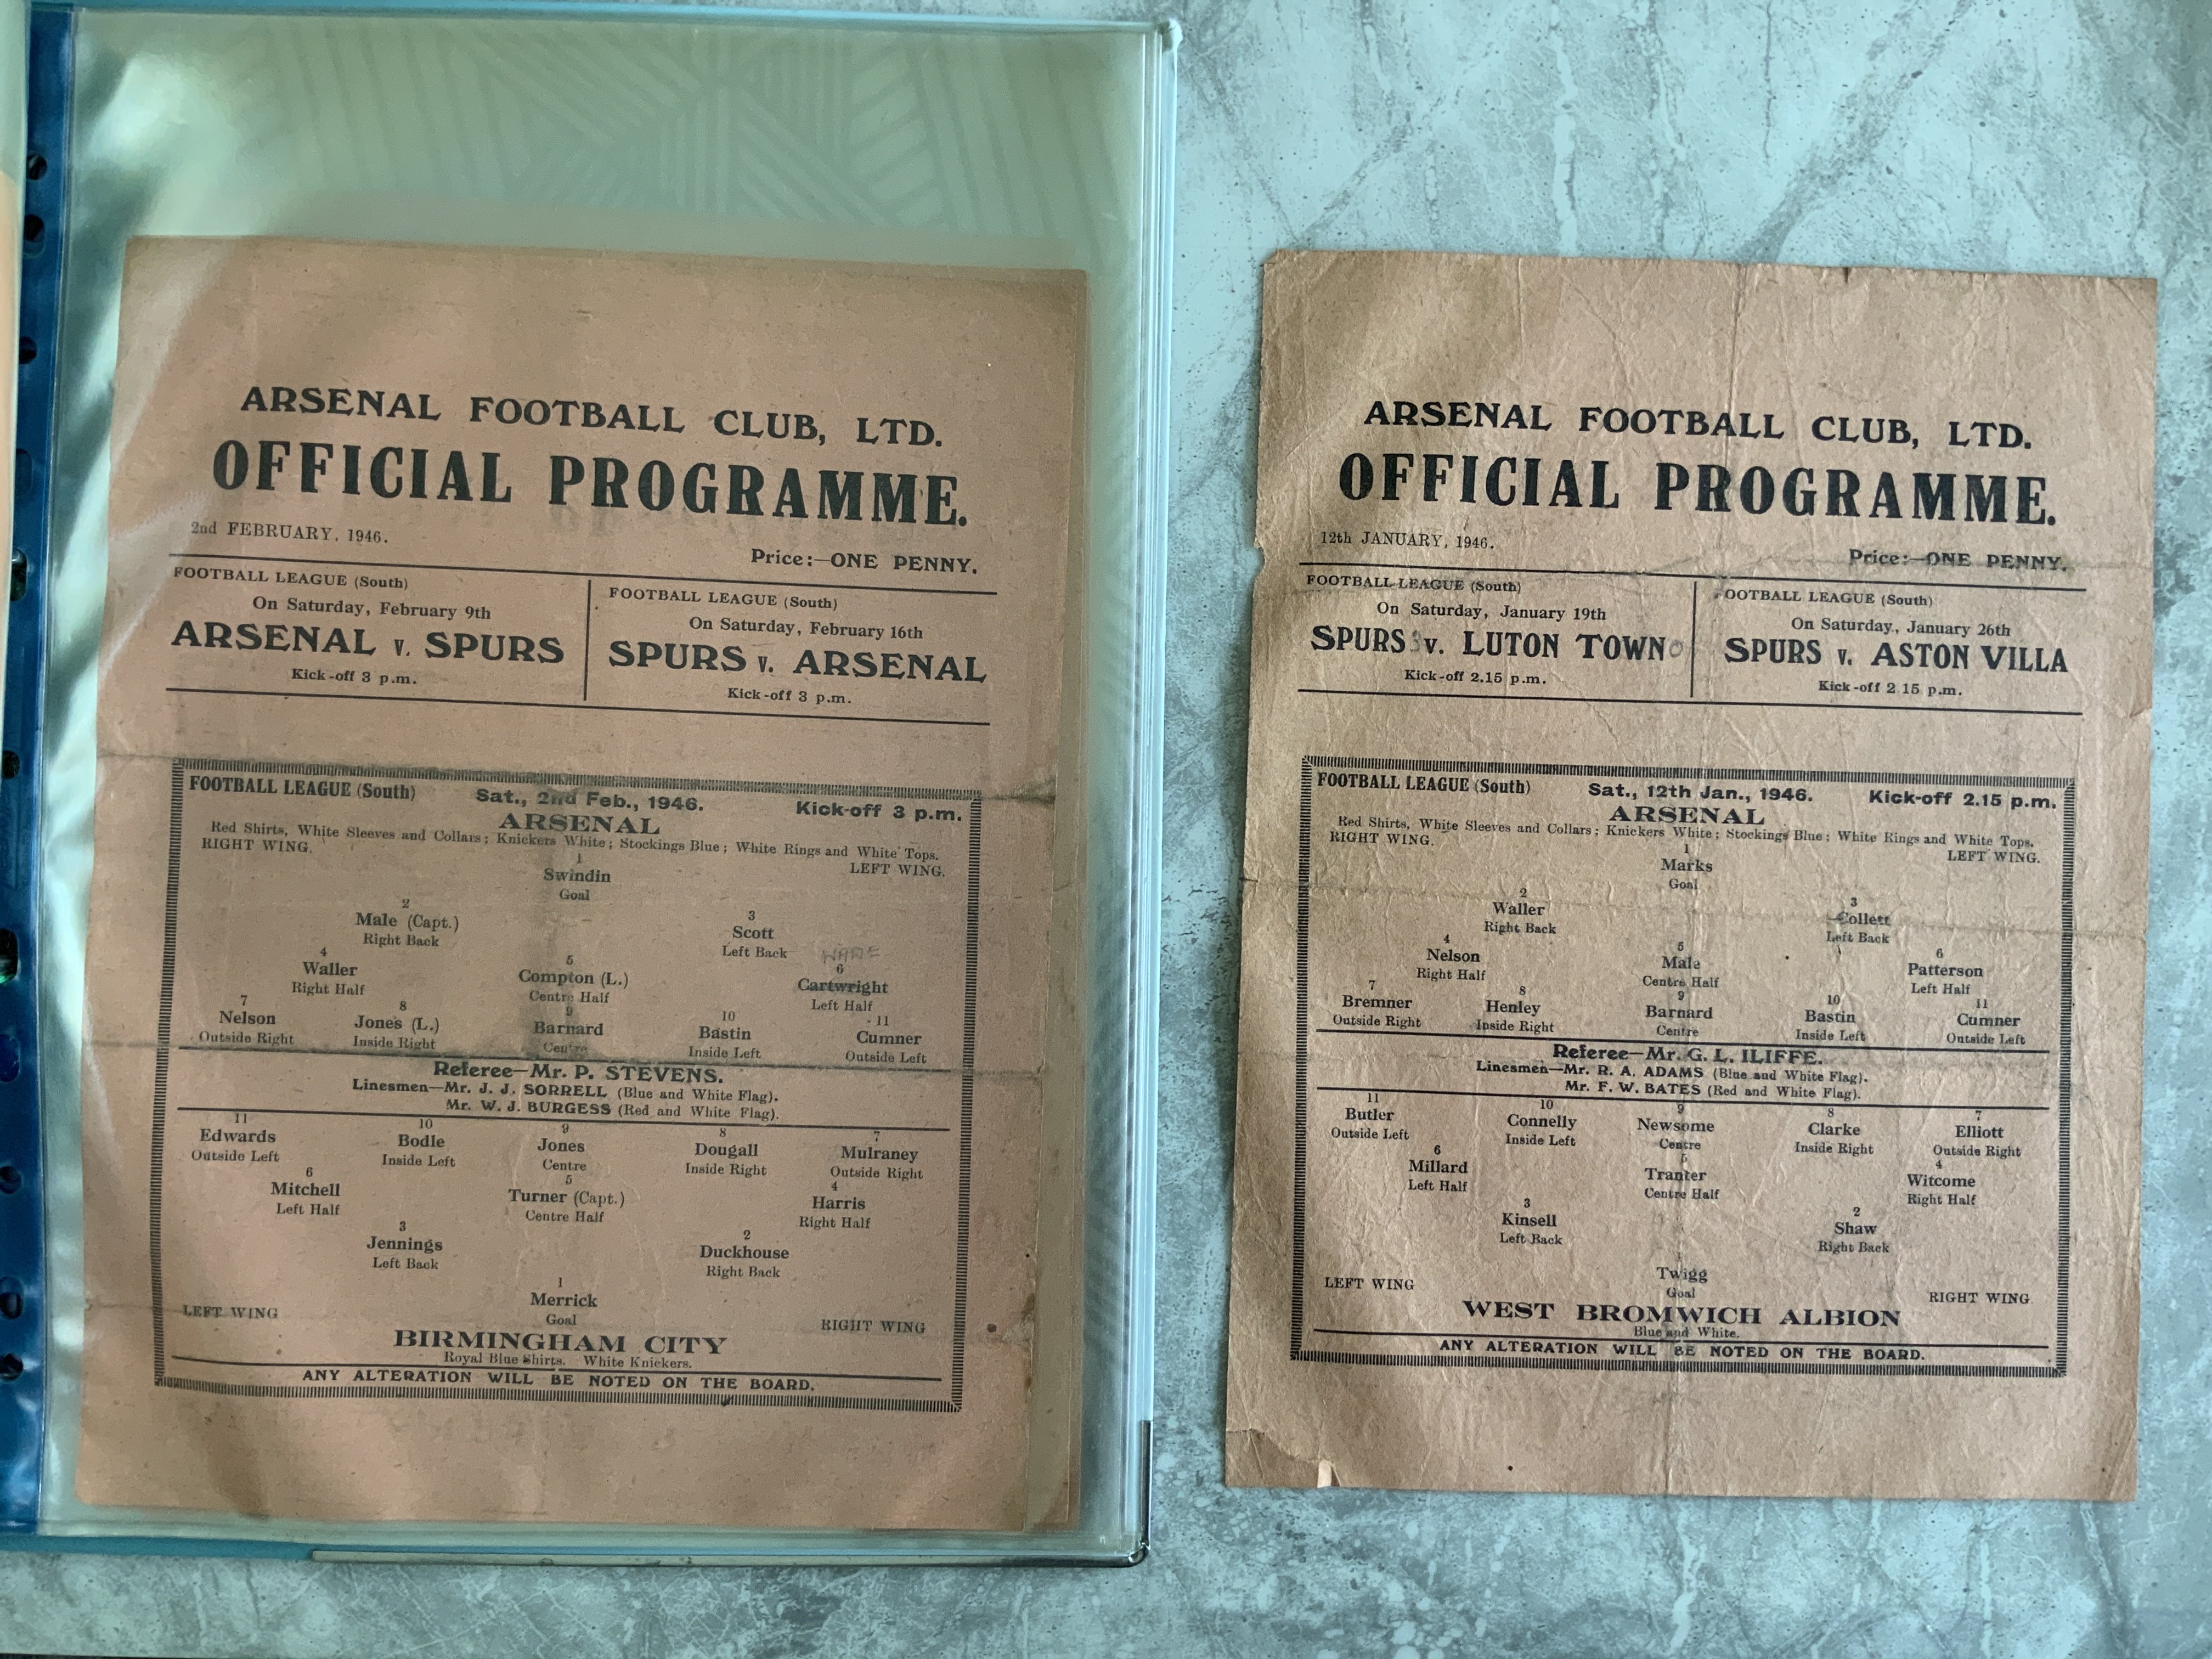 ARSENAL FOOTBALL CLUB, LTD.
OFFICIAL PROGRAMME.
2nd FEBRUARY, 1946.
Price:—ONE PENNY.
FOOTBALL LEAGUE (South)
On Saturday, February 9th
ARSENAL v. SPURS
Kick-off 3 p.m.
FOOTBALL LEAGUE (South)
On Saturday, February 16th
SPURS v. ARSENAL
Kick-off 3 p.m.
FOOTBALL LEAGUE (South) Sat., 2nd Feb., 1946. Kick-off 3 p.m.
ARSENAL
Red Shirts, White Sleeves and Collars; Knickers White; Stockings Blue; White Rings and White Tops.
RIGHT WING. LEFT WING.
1
Swindin
Goal
2 3
Male (Capt.) Scott
Right Back Left Back
WADE
4 5 6
Waller Compton (L.) Cartwright
Right Half Centre Half Left Half
7 8 9 10 11
Nelson Jones (L.) Barnard Bastin Cumner
Outside Right Inside Right Centre Inside Left Outside Left
Referee—Mr. P. STEVENS.
Linesmen—Mr. J. J. SORRELL (Blue and White Flag).
Mr. W. J. BURGESS (Red and White Flag).
11 10 9 8 7
Edwards Bodle Jones Dougall Mulraney
Outside Left Inside Left Centre Inside Right Outside Right
6 5 4
Mitchell Turner (Capt.) Harris
Left Half Centre Half Right Half
3 2
Jennings Duckhouse
Left Back Right Back
1
Merrick
Goal
LEFT WING RIGHT WING
BIRMINGHAM CITY
Royal Blue Shirts. White Knickers.
ANY ALTERATION WILL BE NOTED ON THE BOARD.
ARSENAL FOOTBALL CLUB, LTD.
OFFICIAL PROGRAMME.
12th JANUARY, 1946.
Price:—ONE PENNY.
FOOTBALL LEAGUE (South)
On Saturday, January 19th
SPURS v. LUTON TOWN
Kick-off 2.15 p.m.
OOTBALL LEAGUE (South)
On Saturday, January 26th
SPURS v. ASTON VILLA
Kick-off 2 15 p.m.
FOOTBALL LEAGUE (South) Sat., 12th Jan., 1946. Kick-off 2.15 p.m.
ARSENAL
Red Shirts, White Sleeves and Collars; Knickers White; Stockings Blue; White Rings and White Tops.
RIGHT WING. LEFT WING.
1
Marks
Goal
2 3
Waller Collett
Right Back Left Back
4 5 6
Nelson Male Patterson
Right Half Centre Half Left Half
7 8 9 10 11
Bremner Henley Barnard Bastin Cumner
Outside Right Inside Right Centre Inside Left Outside Left
Referee—Mr. G. L. ILIFFE.
Linesmen—Mr. R. A. ADAMS (Blue and White Flag).
Mr. F. W. BATES (Red and White Flag).
11 10 9 8 7
Butler Connelly Newsome Clarke Elliott
Outside Left Inside Left Centre Inside Right Outside Right
6 5 4
Millard Tranter Witcome
Left Half Centre Half Right Half
3 2
Kinsell Shaw
Left Back Right Back
1
Twigg
Goal
LEFT WING RIGHT WING
WEST BROMWICH ALBION
Blue and White.
ANY ALTERATION WILL BE NOTED ON THE BOARD.